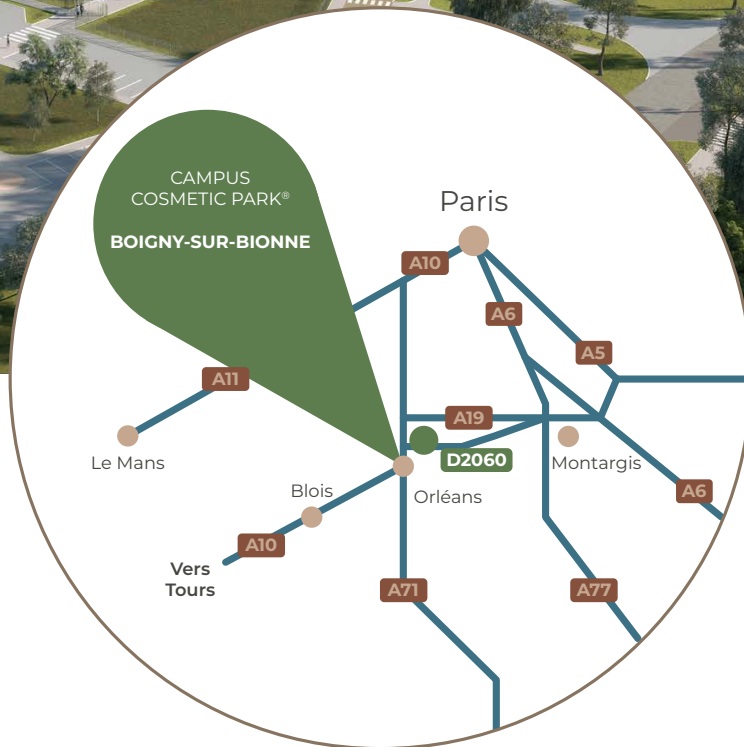 CAMPUS
COSMETIC PARK®
BOIGNY-SUR-BIONNE
Paris
A10
A6
A5
A11
A19
Le Mans
D2060
Montargis
Blois
Orléans
A6
A10
Vers
Tours
A71
A77